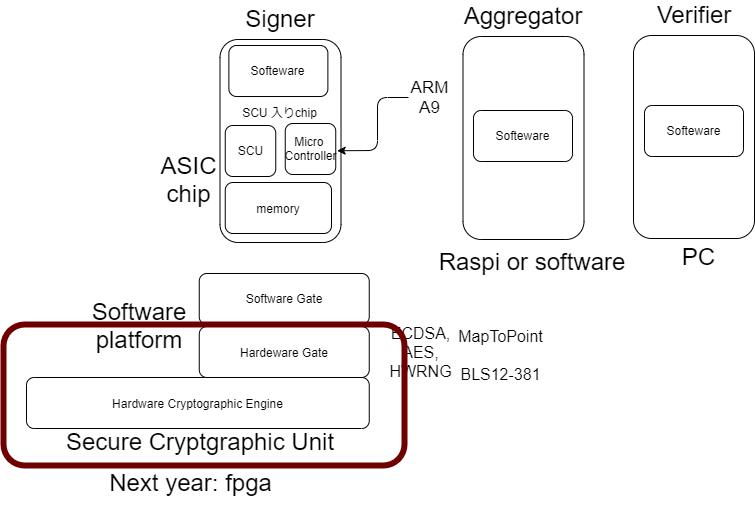 Signer
Aggregator
Verifier
Softeware
SCU 入りchip
SCU
Micro
Controller
memory
ASIC
chip
ARM
A9
Softeware
Softeware
Raspi or software
PC
Software Gate
Software
platform
Hardeware Gate
Hardware Cryptographic Engine
Secure Cryptgraphic Unit
ECDSA,
AES,
HWRNG
MapToPoint
BLS12-381
Next year: fpga